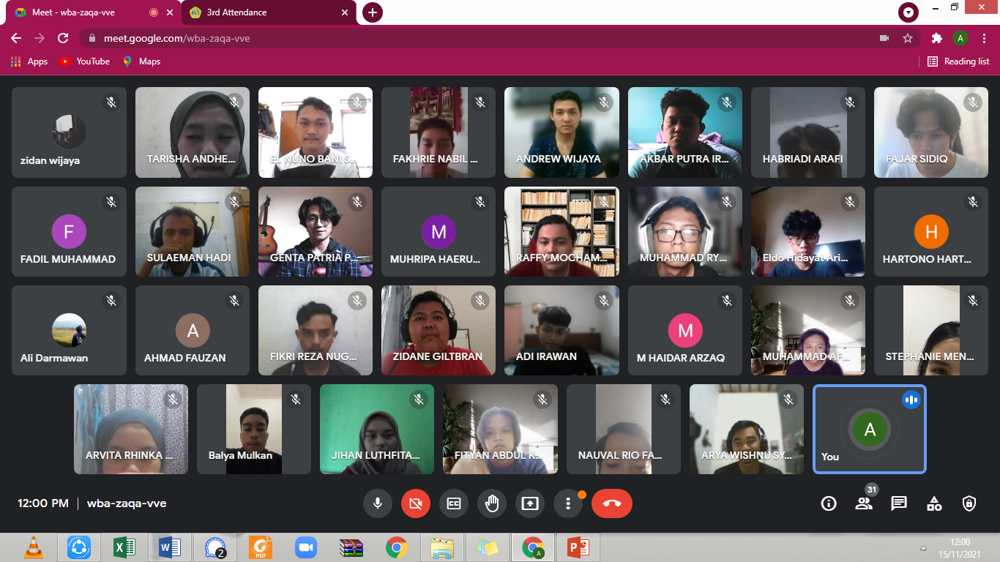 Meet - wba-zaqa-vve
3rd Attendance
meet.google.com/wba-zaqa-vve
A
Apps
YouTube
Maps
Reading list
zidan wijaya
TARISHA ANDHE...
EL NUNO BANI S...
FAKHRIE NABIL ...
ANDREW WIJAYA
AKBAR PUTRA IR...
HABRIADI ARAFI
FAJAR SIDIQ
F
FADIL MUHAMMAD
SULAEMAN HADI
GENTA PATRIA P...
M
MUHRIPA HAERU...
RAFFY MOCHAM...
MUHAMMAD RY...
Eldo Hidayat Ari...
H
HARTONO HART...
Ali Darmawan
A
AHMAD FAUZAN
FIKRI REZA NUG...
ZIDANE GILTBRAN
ADI IRAWAN
M
M HAIDAR ARZAQ
MUHAMMAD AF...
STEPHANIE MEN...
ARVITA RHINKA ...
Balya Mulkan
JIHAN LUTHFITA...
FITYAN ABDUL K...
NAUVAL RIO FA...
ARYA WISHNU SY...
A
You
12:00 PM | wba-zaqa-vve
CC
31
X
W
2
PDF
A
P
12:00
15/11/2021